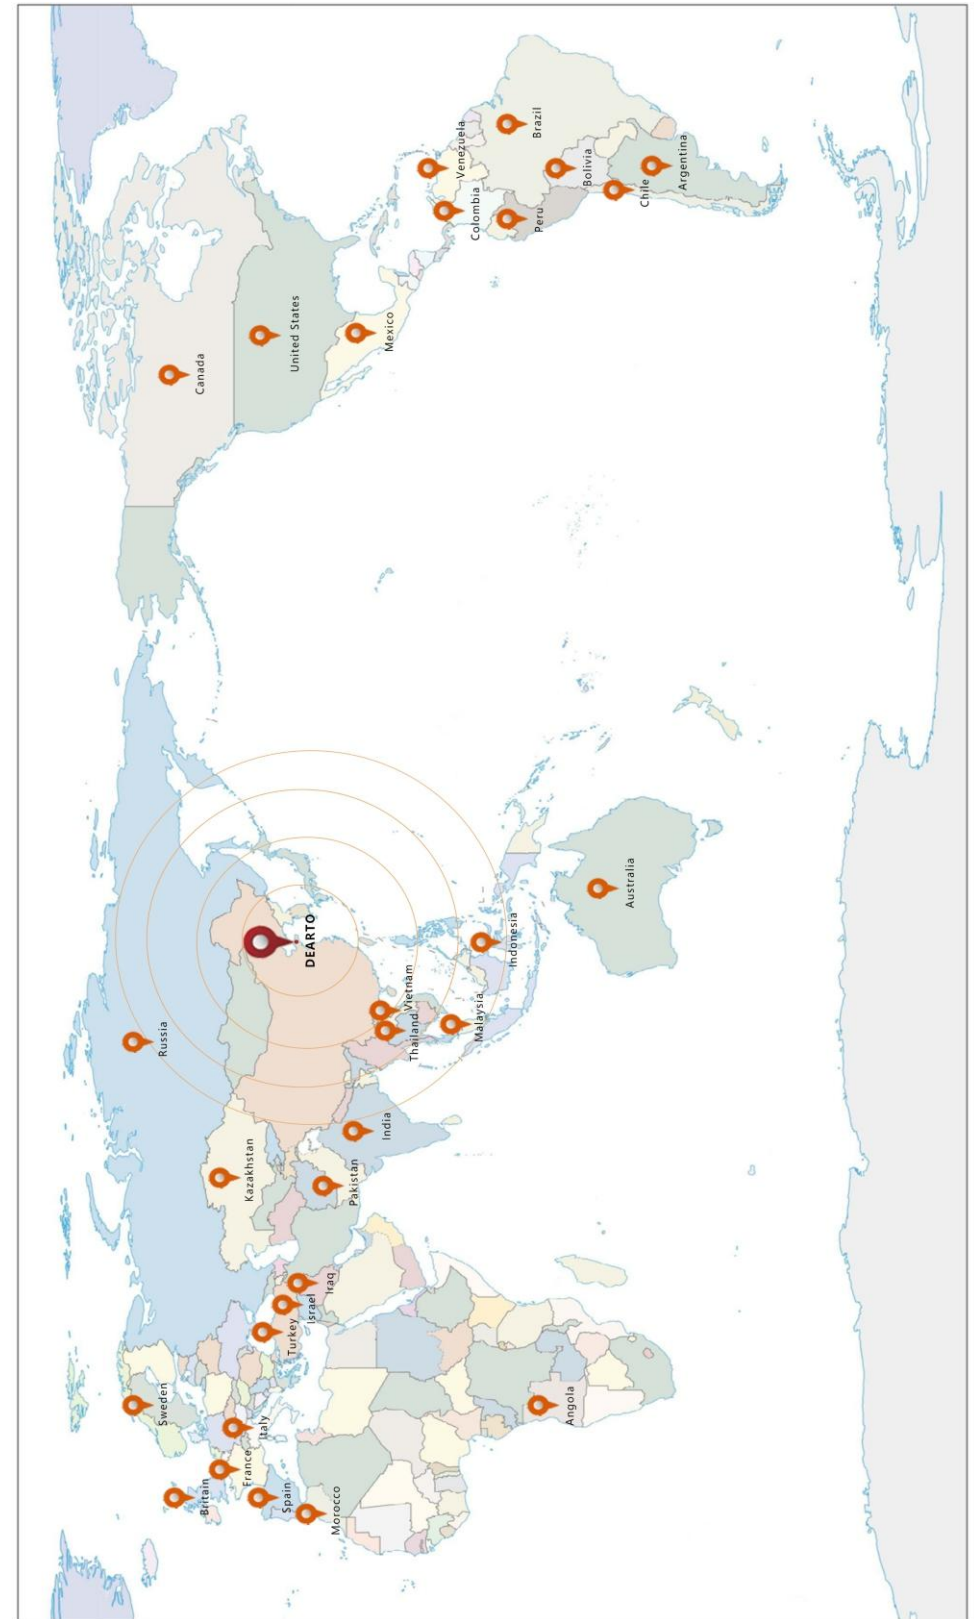 Sweden
Britain
France
Italy
Spain
Morocco
Turkey
Israel
Iraq
Angola
Russia
Kazakhstan
Pakistan
India
DEARTO
Vietnam
Thailand
Malaysia
Indonesia
Australia
Canada
United States
Mexico
Venezuela
Colombia
Brazil
Peru
Bolivia
Chile
Argentina